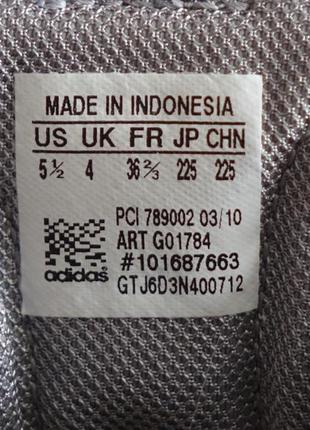 MADE IN INDONESIA
US UK FR JP CHN
5½ 4 36⅔ 225 225
PCI 789002 03/10
ART G01784
#101687663
adidas GTJ6D3N400712